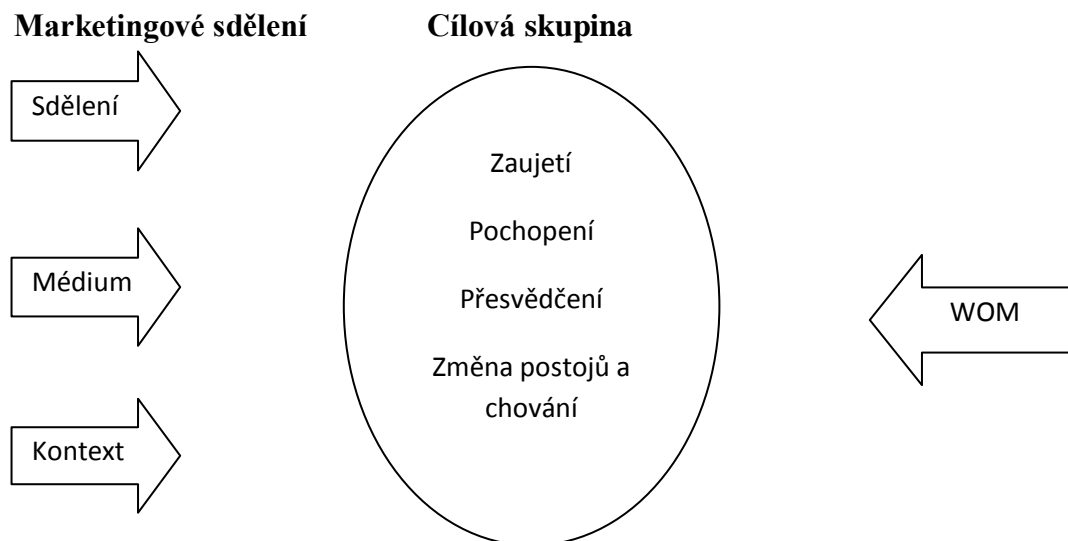 Marketingové sdělení
Cílová skupina
Sdělení
Médium
Kontext
Zaujetí
Pochopení
Přesvědčení
Změna postojů a
chování
WOM